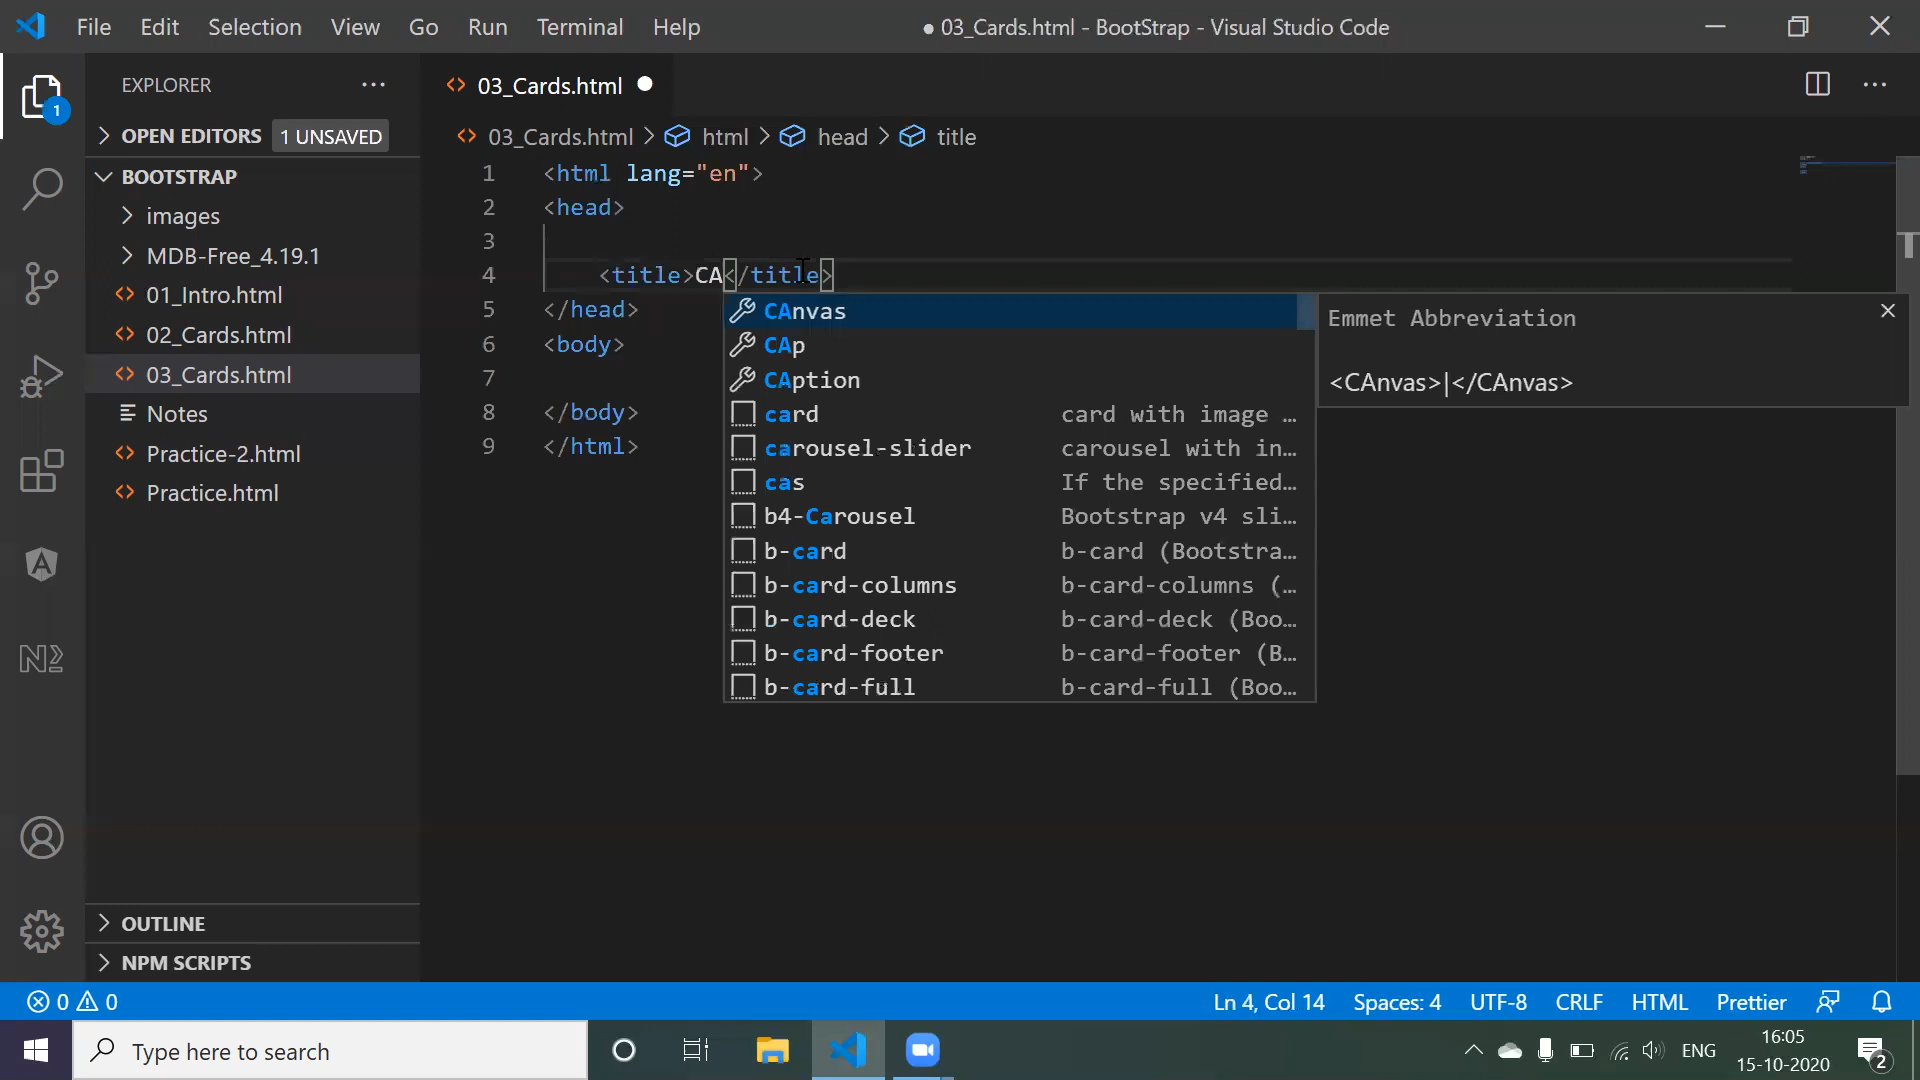 File Edit Selection View Go Run Terminal Help ● 03_Cards.html - BootStrap - Visual Studio Code
EXPLORER ···
03_Cards.html
1
OPEN EDITORS 1 UNSAVED
03_Cards.html > html > head > title
BOOTSTRAP
images
MDB-Free_4.19.1
01_Intro.html
02_Cards.html
03_Cards.html
Notes
Practice-2.html
Practice.html
OUTLINE
NPM SCRIPTS
1 <html lang="en">
2 <head>
3
4 <title>CA</title>
5 </head>
6 <body>
7
8 </body>
9 </html>
CAnvas
CAp
CAption
card card with image …
carousel-slider carousel with in…
cas If the specified…
b4-Carousel Bootstrap v4 sli…
b-card b-card (Bootstra…
b-card-columns b-card-columns (…
b-card-deck b-card-deck (Boo…
b-card-footer b-card-footer (B…
b-card-full b-card-full (Boo…
Emmet Abbreviation
<CAnvas>|</CAnvas>
0 0 Ln 4, Col 14 Spaces: 4 UTF-8 CRLF HTML Prettier
Type here to search
ENG
16:05
15-10-2020
2